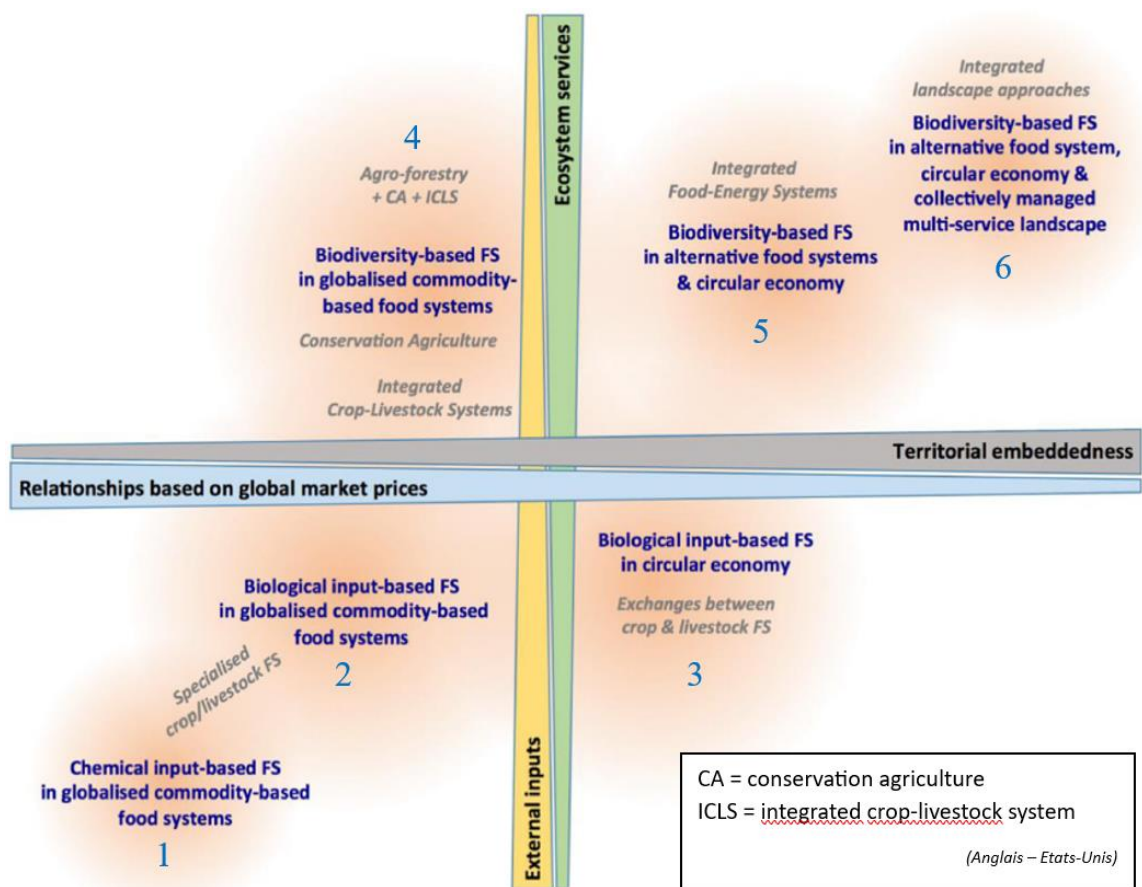 Ecosystem services
Integrated
landscape approaches
Biodiversity-based FS
in alternative food system,
circular economy &
collectively managed
multi-service landscape
6
4
Agro-forestry
+ CA + ICLS
Biodiversity-based FS
in globalised commodity-
based food systems
Conservation Agriculture
Integrated
Crop-Livestock Systems
Integrated
Food-Energy Systems
Biodiversity-based FS
in alternative food systems
& circular economy
5
Territorial embeddedness
Relationships based on global market prices
Biological input-based FS
in globalised commodity-based
food systems
2
Specialised
crop/livestock FS
Chemical input-based FS
in globalised commodity-based
food systems
1
External inputs
Biological input-based FS
in circular economy
Exchanges between
crop & livestock FS
3
CA = conservation agriculture
ICLS = integrated crop-livestock system
(Anglais – Etats-Unis)